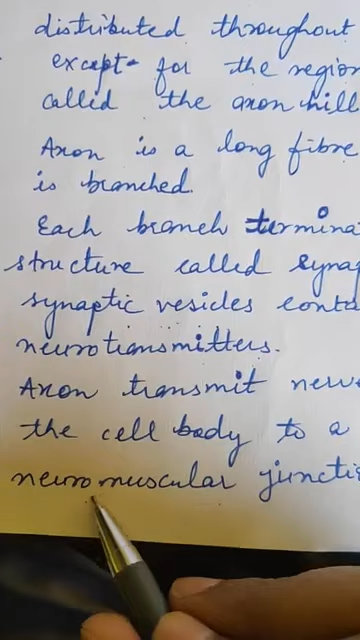 distributed throughout
except for the region
called the axon hill
Axon is a long fibre
is branched.
Each branch termina
structure called synap
synaptic vesicles conta
neurotransmitters.
Axon transmit nerv
the cell body to a
neuromuscular juncti